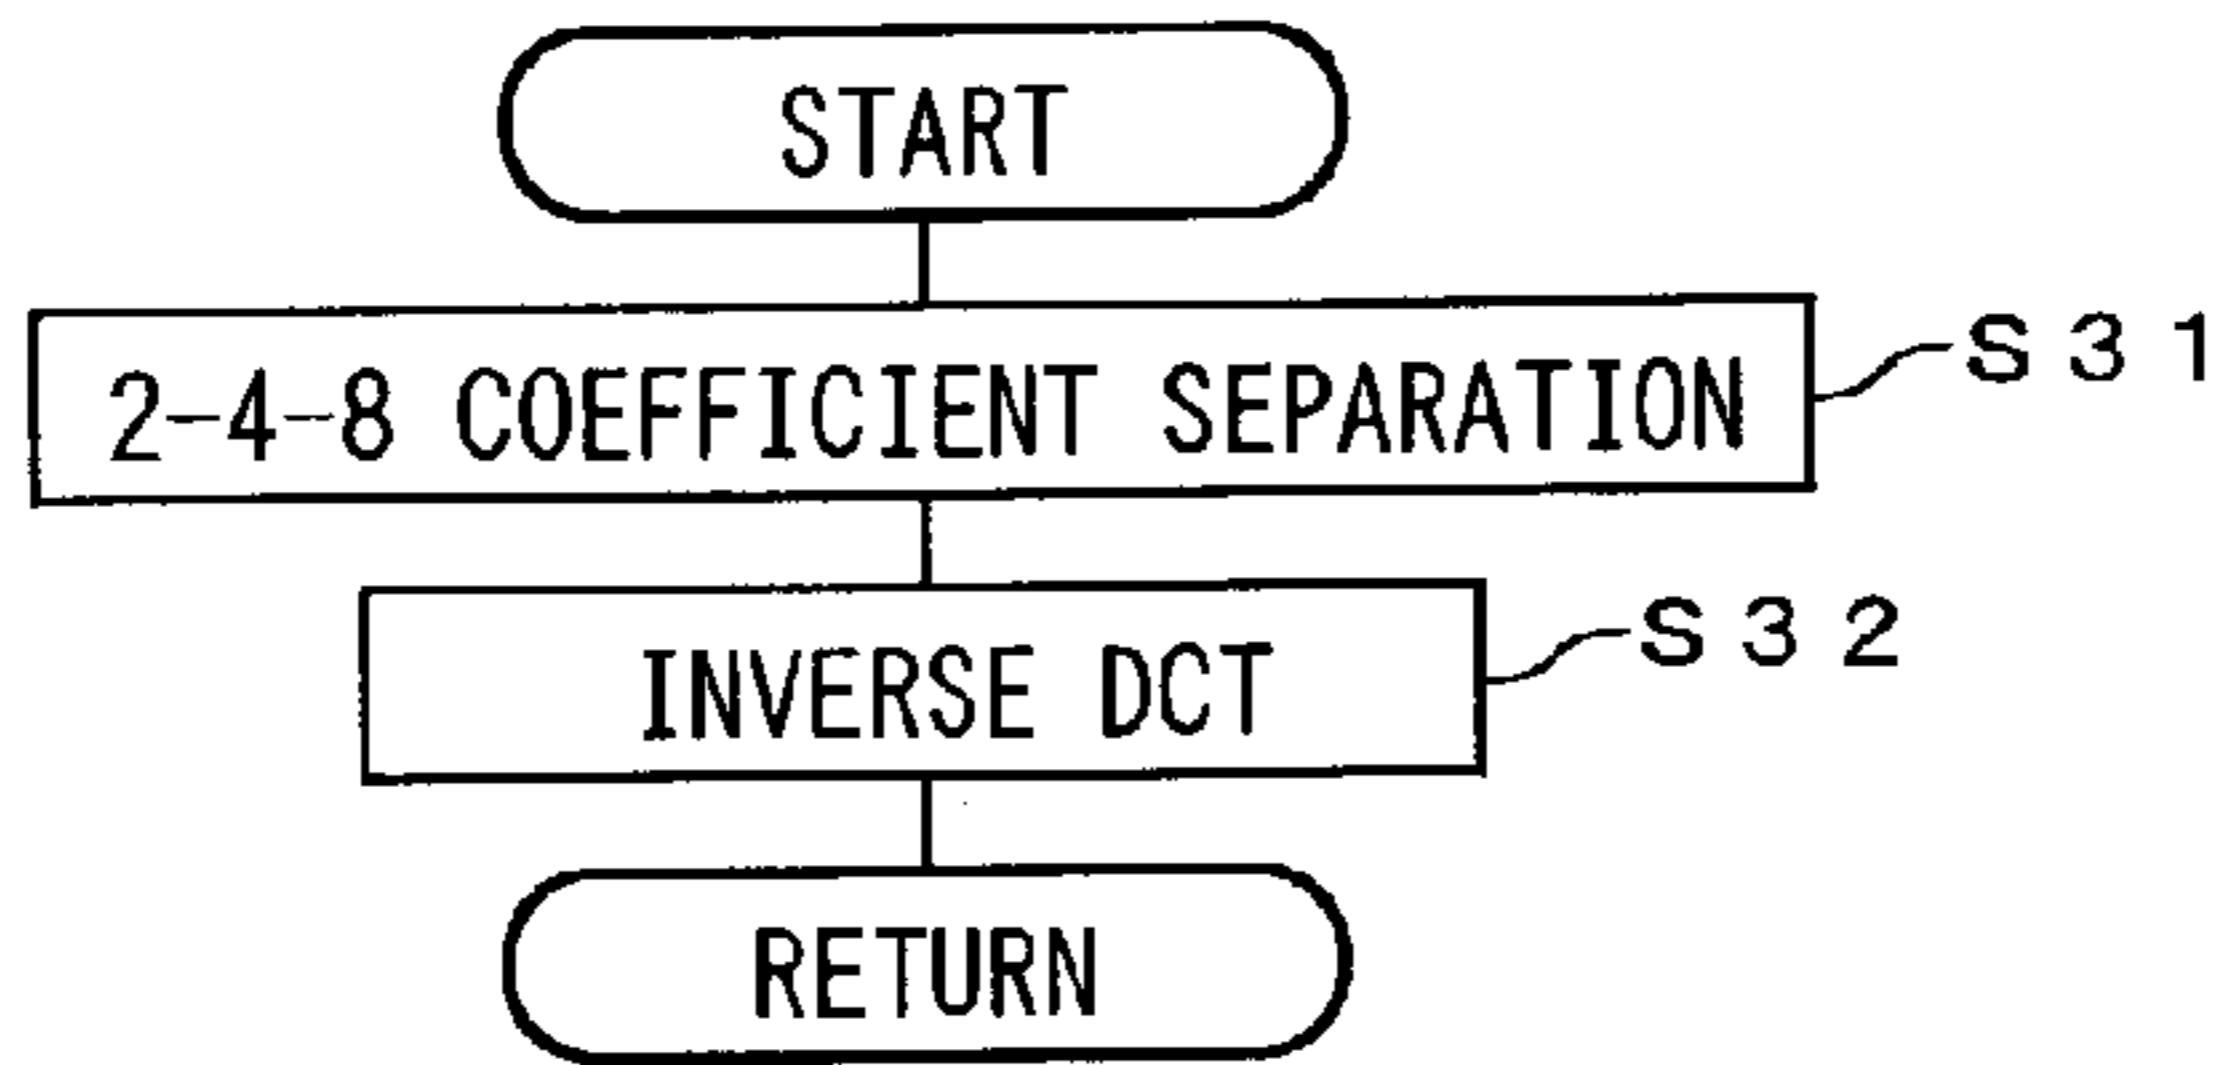 START
2-4-8 COEFFICIENT SEPARATION
S31
INVERSE DCT
S32
RETURN